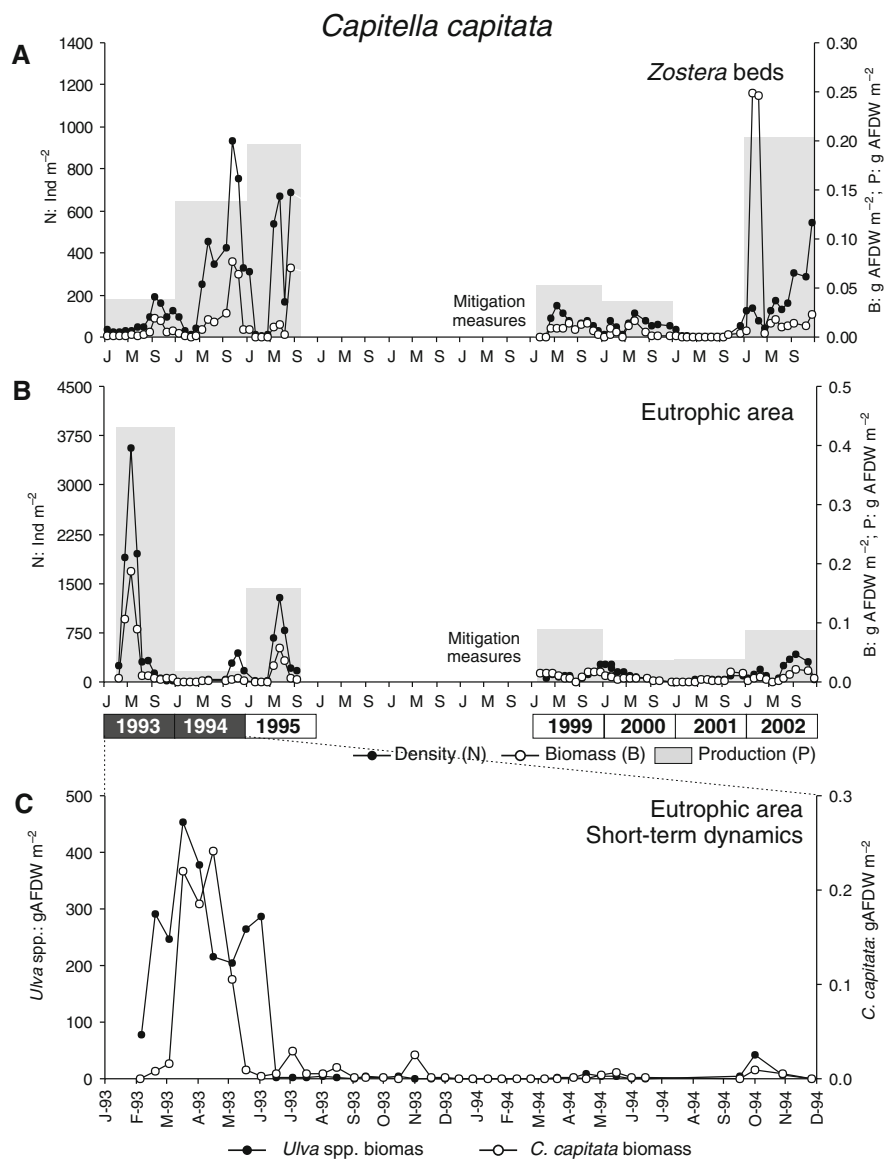 Capitella capitata
A
Zostera beds
N: Ind m⁻²
1400
1200
1000
800
600
400
200
0
B: g AFDW m⁻²; P: g AFDW m⁻²
0.30
0.25
0.20
0.15
0.10
0.05
0.00
Mitigation
measures
J M S J M S J M S J M S J M S J M S J M S J M S J M S J M S
B
Eutrophic area
N: Ind m⁻²
4500
3750
3000
2250
1500
750
0
B: g AFDW m⁻²; P: g AFDW m⁻²
0.5
0.4
0.3
0.2
0.1
0.0
Mitigation
measures
J M S J M S J M S J M S J M S J M S J M S J M S J M S J M S
1993 1994 1995 1999 2000 2001 2002
Density (N) Biomass (B) Production (P)
C
Eutrophic area
Short-term dynamics
Ulva spp.: gAFDW m⁻²
500
400
300
200
100
0
C. capitata: gAFDW m⁻²
0.3
0.2
0.1
0.0
J-93 F-93 M-93 A-93 M-93 J-93 J-93 A-93 S-93 O-93 N-93 D-93 J-94 F-94 M-94 A-94 M-94 J-94 J-94 A-94 S-94 O-94 N-94 D-94
Ulva spp. biomas C. capitata biomass